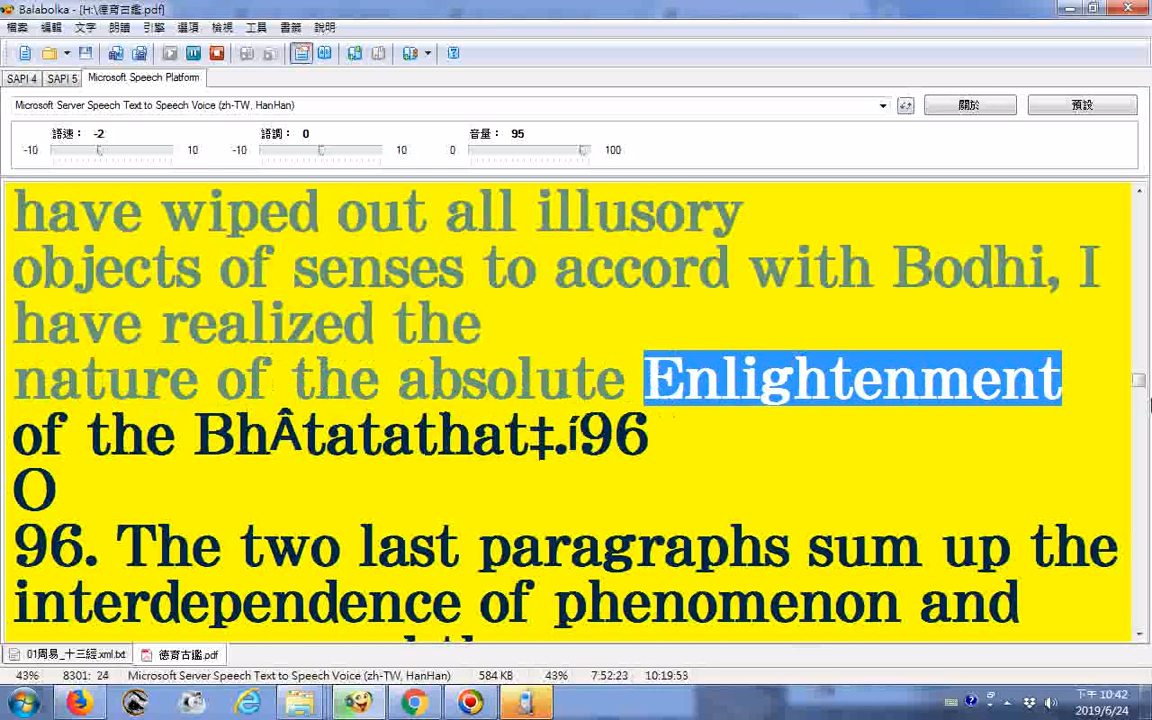 Balabolka - [H:\德育古鑑.pdf]
檔案 編輯 文字 朗讀 引擎 選項 檢視 工具 書籤 說明
SAPI 4 SAPI 5 Microsoft Speech Platform
Microsoft Server Speech Text to Speech Voice (zh-TW, HanHan) 關於 預設
語速： -2 語調： 0 音量： 95
-10 10 -10 10 0 100
have wiped out all illusory
objects of senses to accord with Bodhi, I
have realized the
nature of the absolute Enlightenment
of the BhÂtatathat‡.í96
O
96. The two last paragraphs sum up the
interdependence of phenomenon and
01周易_十三經.xml.txt 德育古鑑.pdf
43% 8301: 24 Microsoft Server Speech Text to Speech Voice (zh-TW, HanHan) 584 KB 43% 7:52:23 10:19:53
下午 10:42
2019/6/24